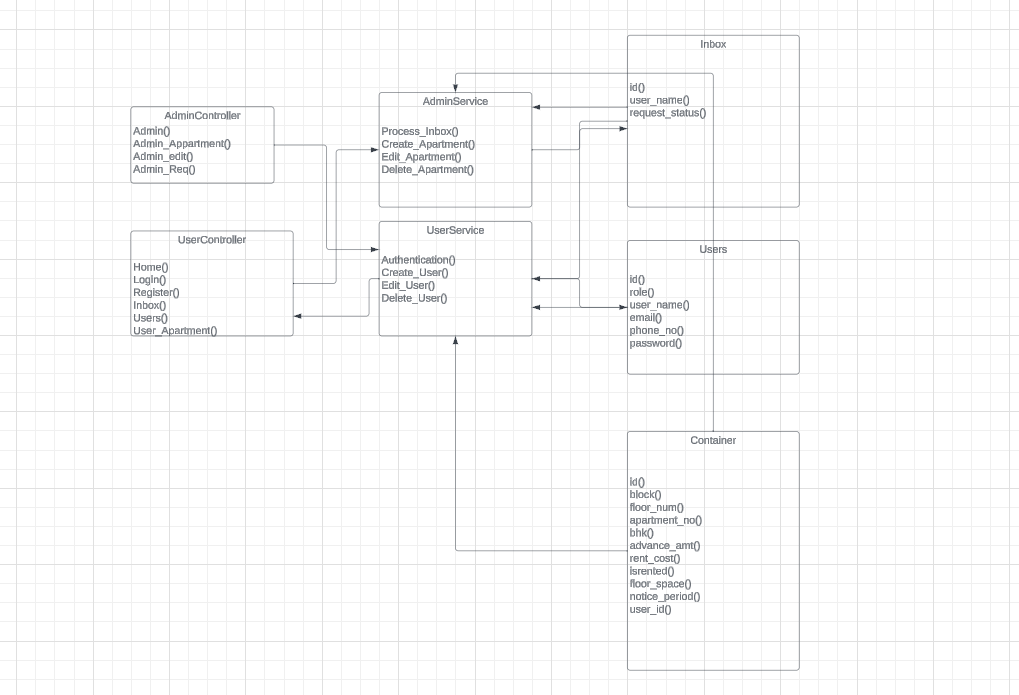 Inbox
id()
user_name()
request_status()
AdminService
Process_Inbox()
Create_Apartment()
Edit_Apartment()
Delete_Apartment()
AdminController
Admin()
Admin_Appartment()
Admin_edit()
Admin_Req()
UserService
Authentication()
Create_User()
Edit_User()
Delete_User()
UserController
Home()
LogIn()
Register()
Inbox()
Users()
User_Apartment()
Users
id()
role()
user_name()
email()
phone_no()
password()
Container
id()
block()
floor_num()
apartment_no()
bhk()
advance_amt()
rent_cost()
isrented()
floor_space()
notice_period()
user_id()